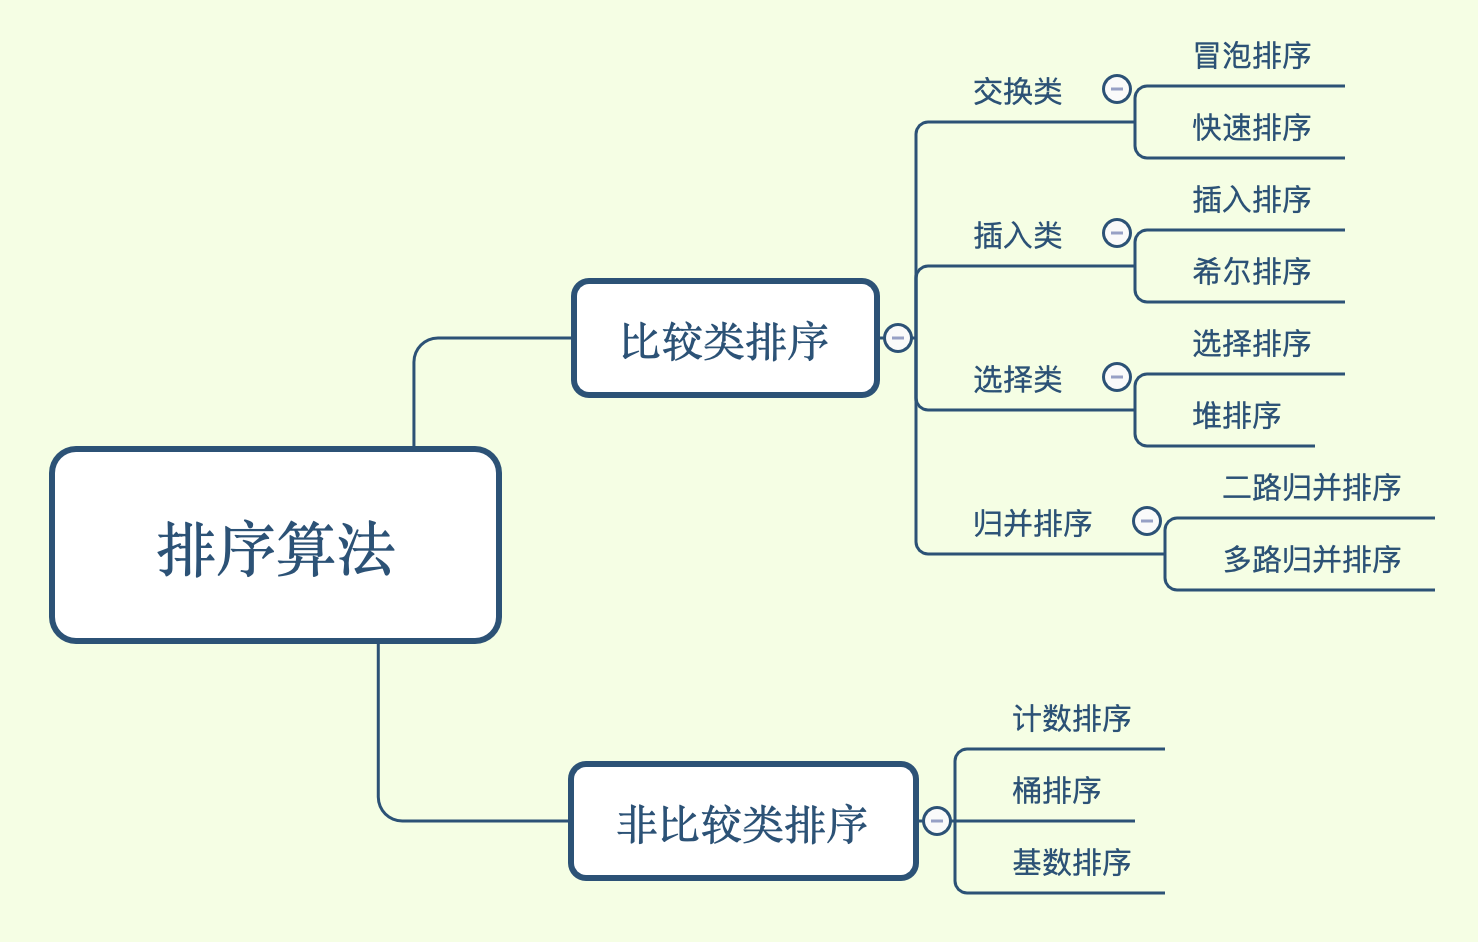 排序算法
比较类排序
交换类
冒泡排序
快速排序
插入类
插入排序
希尔排序
选择类
选择排序
堆排序
归并排序
二路归并排序
多路归并排序
非比较类排序
计数排序
桶排序
基数排序